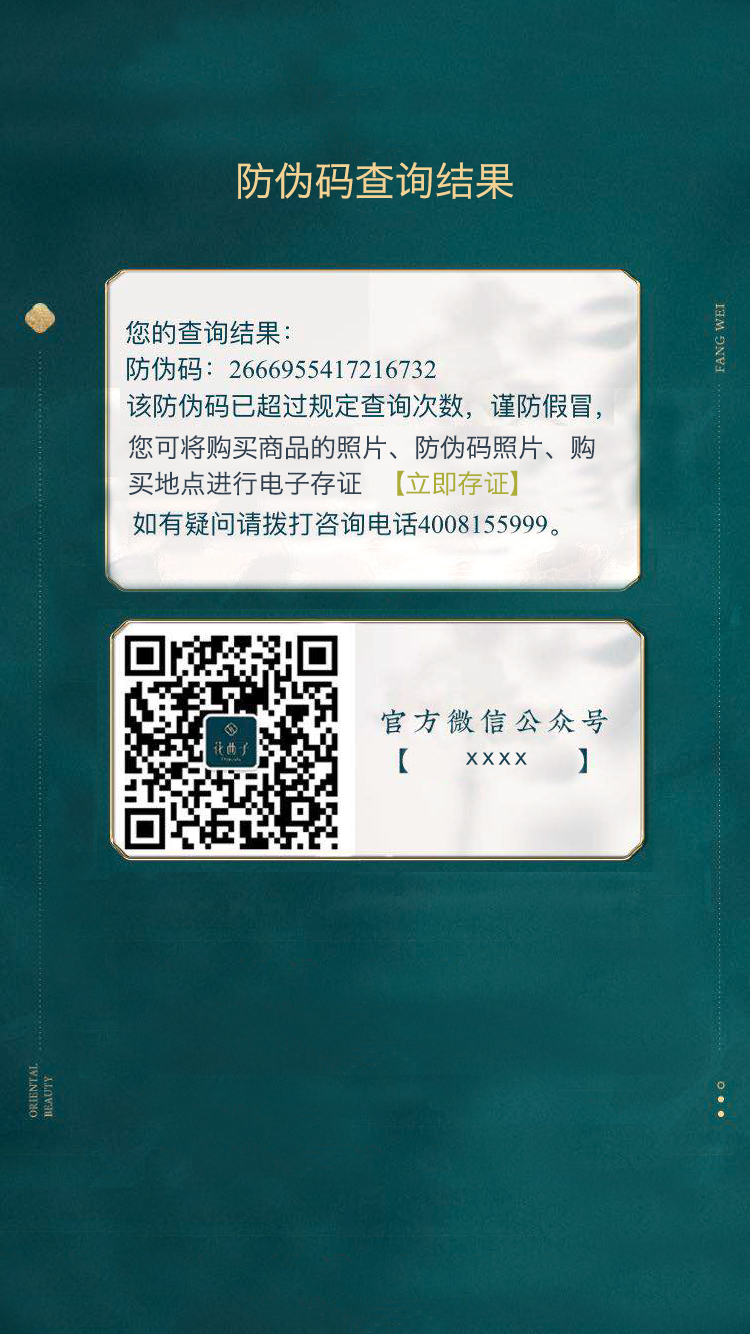 防伪码查询结果
您的查询结果：
防伪码：2666955417216732
该防伪码已超过规定查询次数，谨防假冒，
您可将购买商品的照片、防伪码照片、购
买地点进行电子存证 【立即存证】
如有疑问请拨打咨询电话4008155999。
FANG WEI
花西子
官方微信公众号
【 xxxx 】
ORIENTAL
BEAUTY